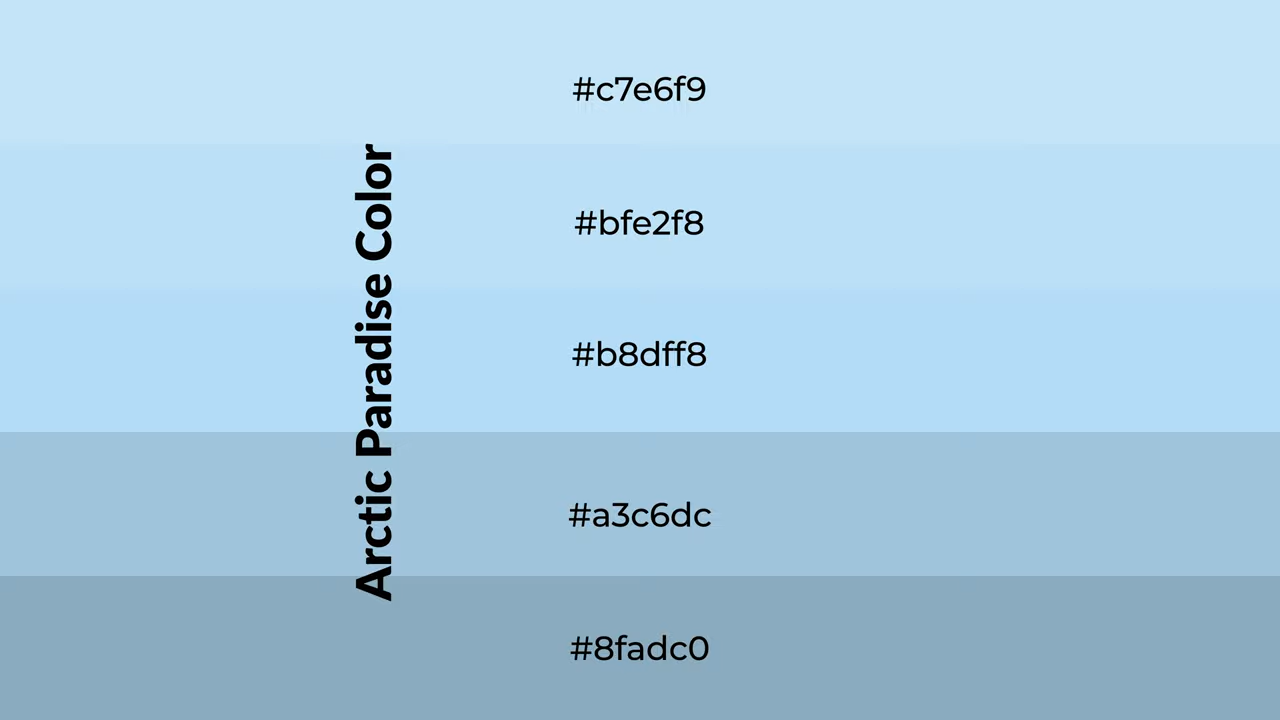 Arctic Paradise Color
#c7e6f9
#bfe2f8
#b8dff8
#a3c6dc
#8fadc0